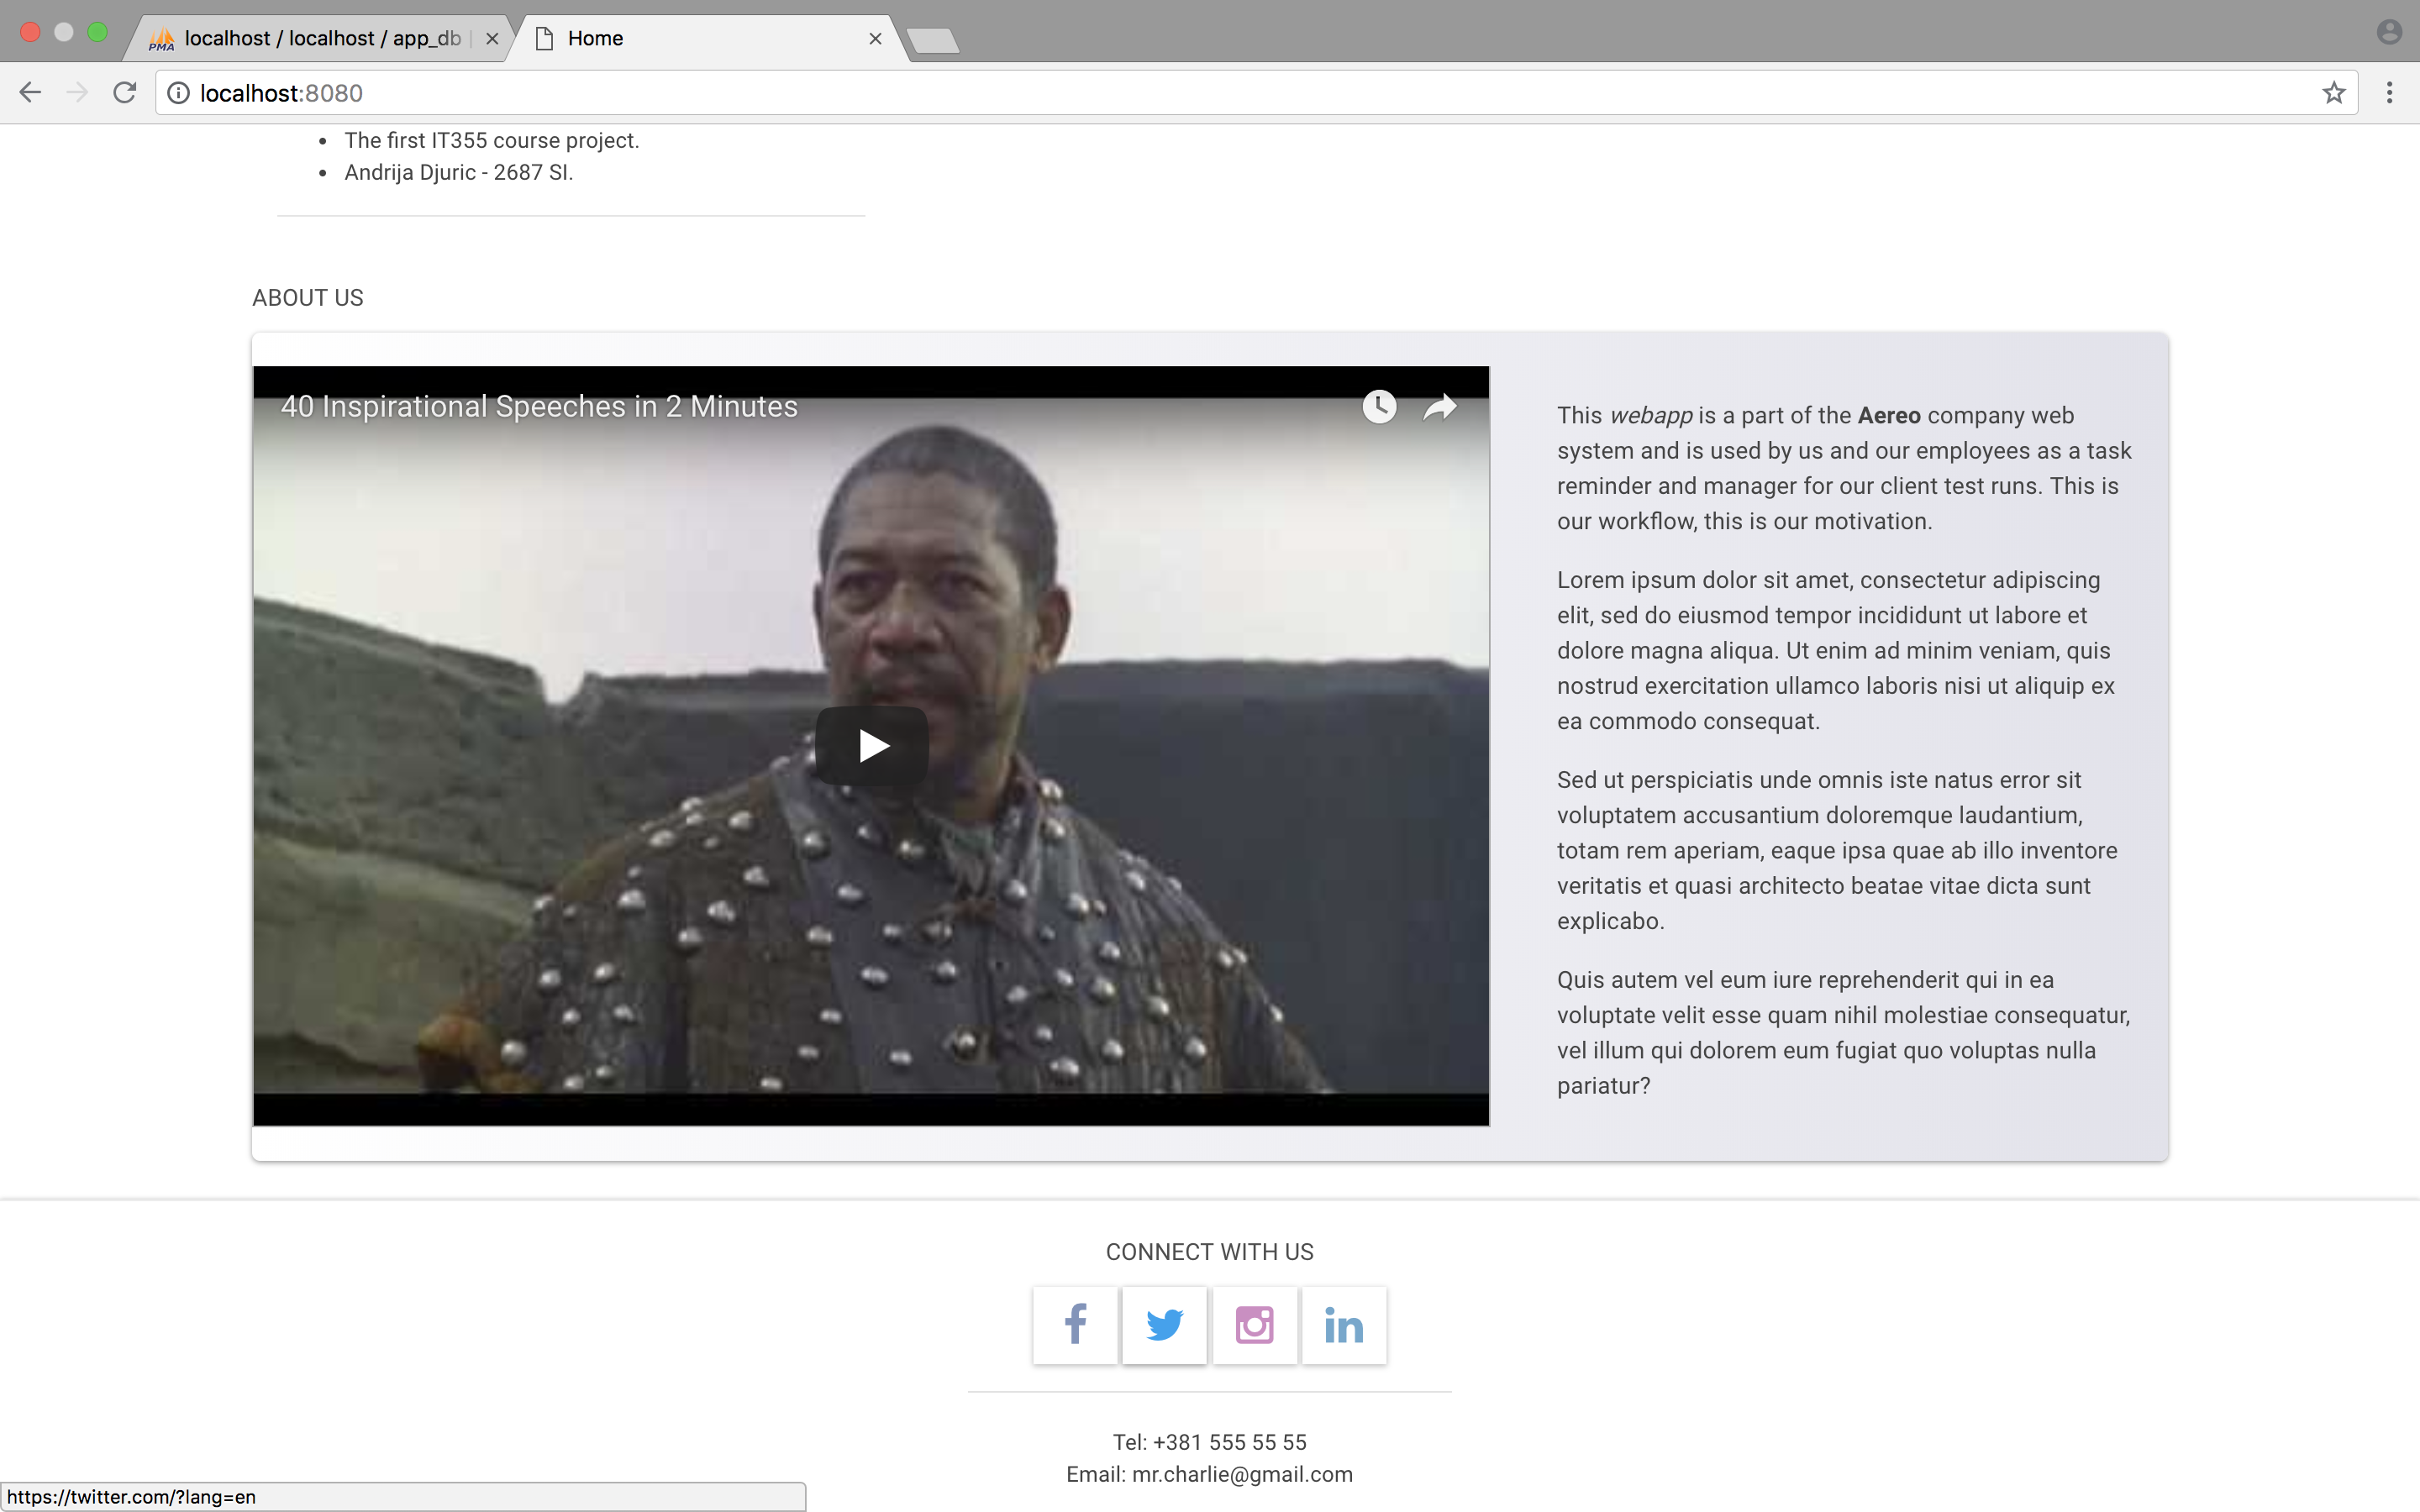 PMA
localhost / localhost / app_db
Home
localhost:8080
The first IT355 course project.
Andrija Djuric - 2687 SI.
ABOUT US
40 Inspirational Speeches in 2 Minutes
This webapp is a part of the Aereo company web
system and is used by us and our employees as a task
reminder and manager for our client test runs. This is
our workflow, this is our motivation.
Lorem ipsum dolor sit amet, consectetur adipiscing
elit, sed do eiusmod tempor incididunt ut labore et
dolore magna aliqua. Ut enim ad minim veniam, quis
nostrud exercitation ullamco laboris nisi ut aliquip ex
ea commodo consequat.
Sed ut perspiciatis unde omnis iste natus error sit
voluptatem accusantium doloremque laudantium,
totam rem aperiam, eaque ipsa quae ab illo inventore
veritatis et quasi architecto beatae vitae dicta sunt
explicabo.
Quis autem vel eum iure reprehenderit qui in ea
voluptate velit esse quam nihil molestiae consequatur,
vel illum qui dolorem eum fugiat quo voluptas nulla
pariatur?
CONNECT WITH US
Tel: +381 555 55 55
Email: mr.charlie@gmail.com
https://twitter.com/?lang=en